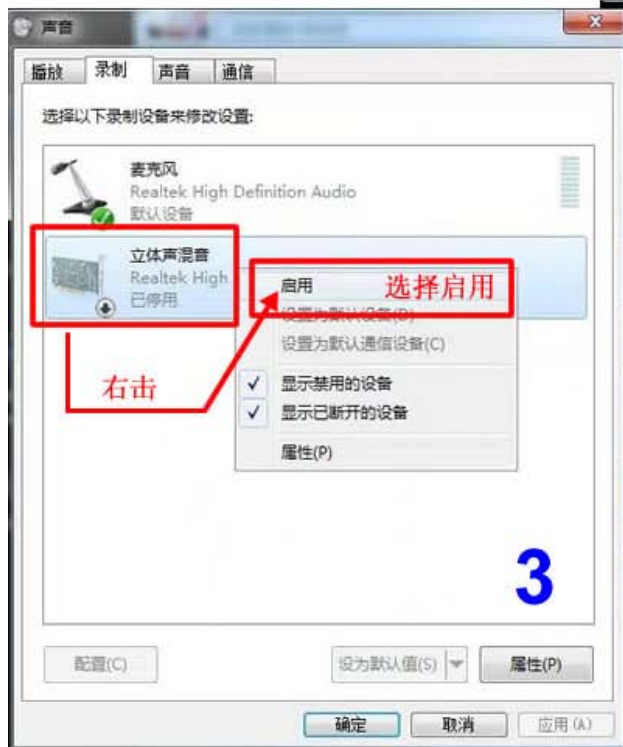 声音
播放 录制 声音 通信
选择以下录制设备来修改设置:
麦克风
Realtek High Definition Audio
默认设备
立体声混音
Realtek High
已停用
启用
选择启用
设置为默认设备(D)
设置为默认通信设备(C)
右击
显示禁用的设备
显示已断开的设备
属性(P)
3
配置(C)
设为默认值(S)
属性(P)
确定
取消
应用(A)